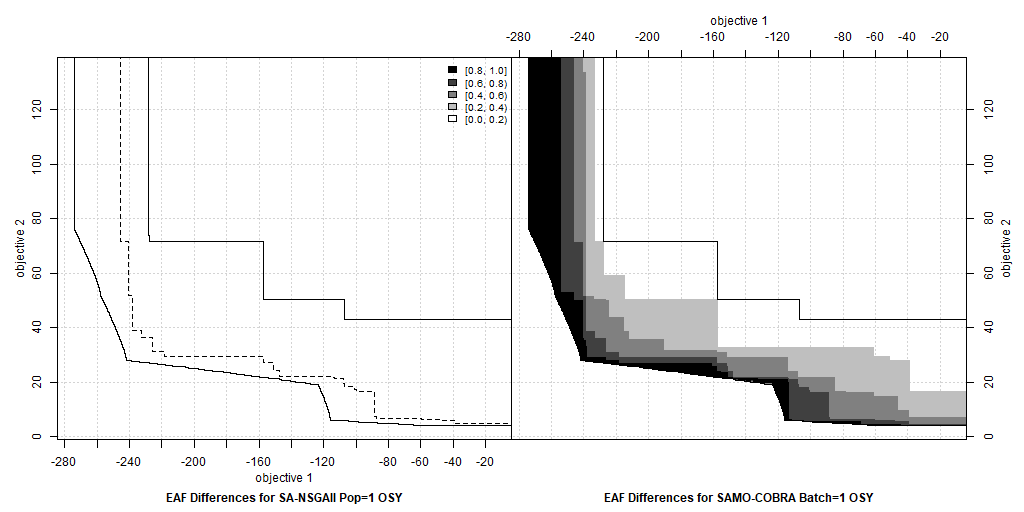 objective 1
-280 -240 -200 -160 -120 -80 -60 -40 -20
[0.8, 1.0]
[0.6, 0.8)
[0.4, 0.6)
[0.2, 0.4)
[0.0, 0.2)
120
100
80
60
40
20
0
objective 2
120
100
80
60
40
20
0
objective 2
-280 -240 -200 -160 -120 -80 -60 -40 -20
objective 1
EAF Differences for SA-NSGAII Pop=1 OSY
EAF Differences for SAMO-COBRA Batch=1 OSY